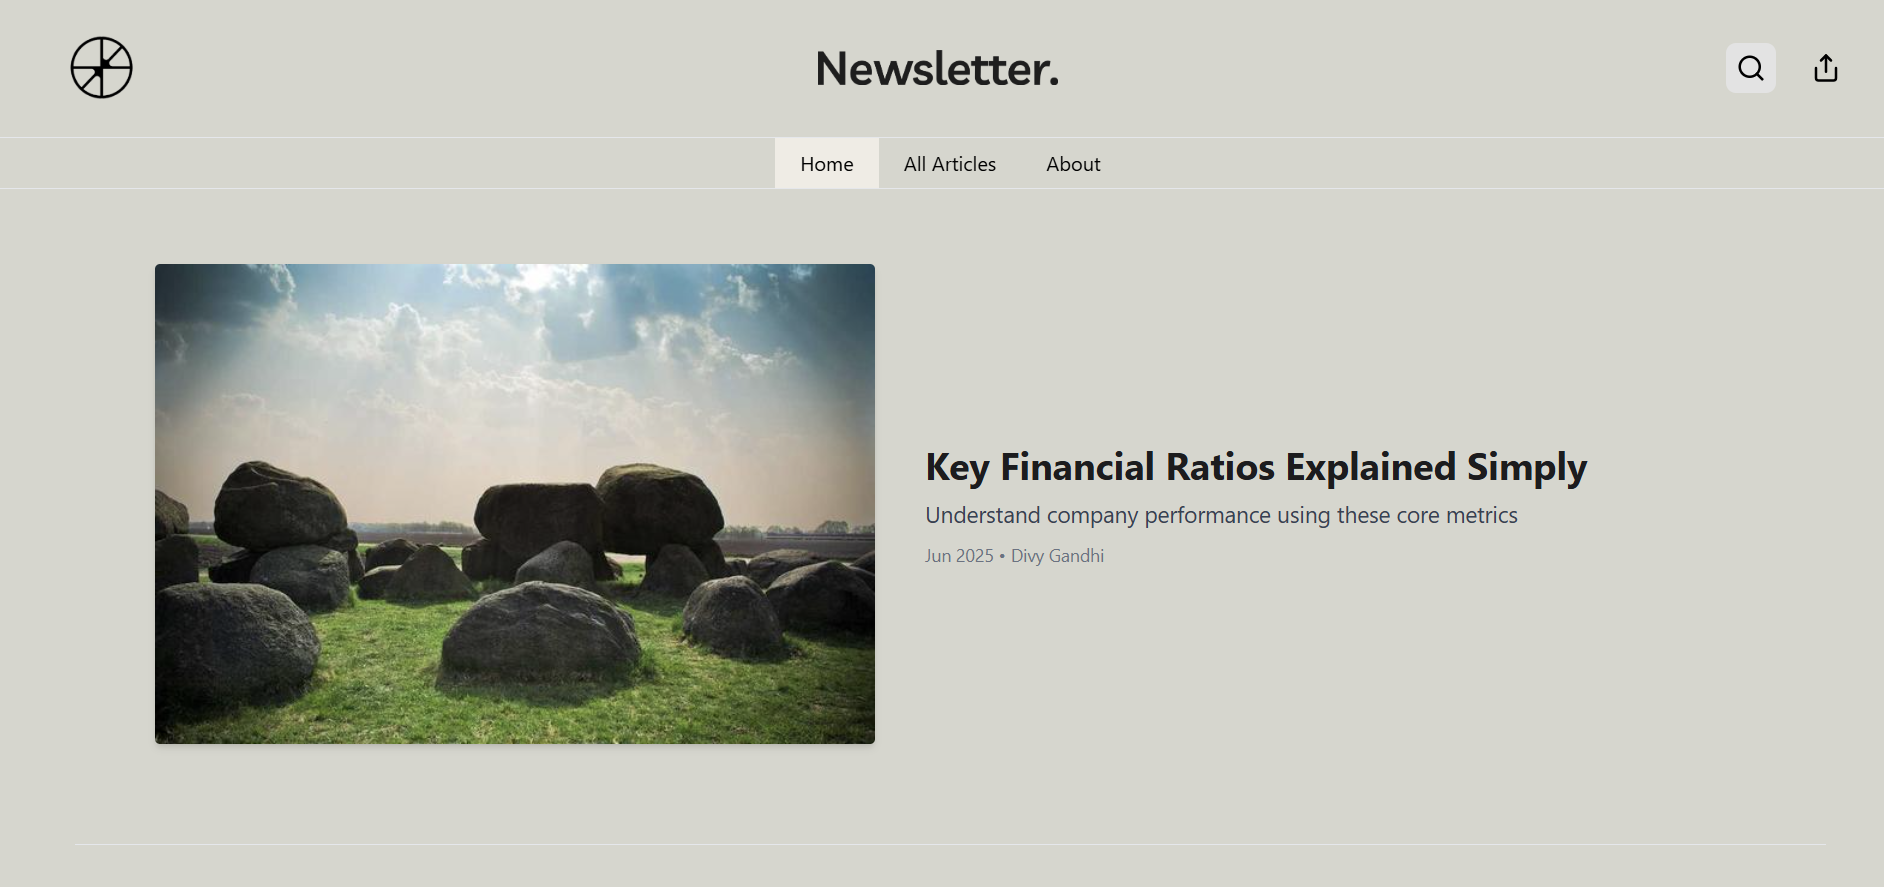 Newsletter.
Home All Articles About
Key Financial Ratios Explained Simply
Understand company performance using these core metrics
Jun 2025 • Divy Gandhi